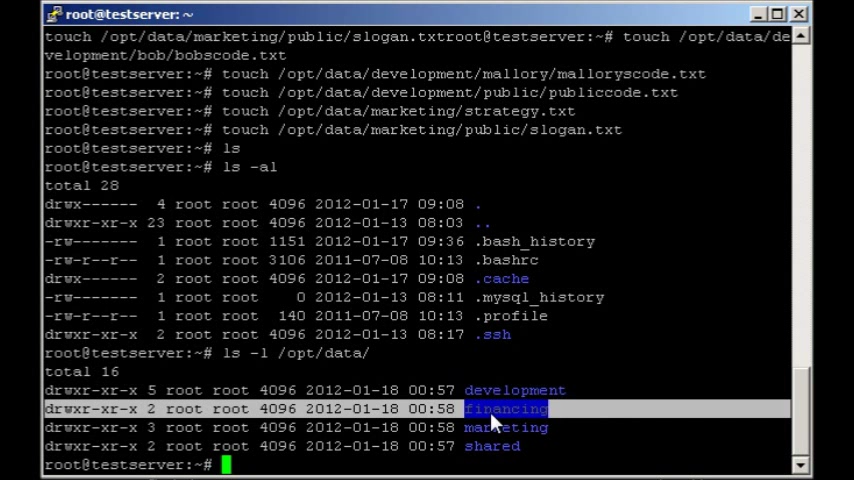 root@testserver: ~
touch /opt/data/marketing/public/slogan.txtroot@testserver:~# touch /opt/data/de
velopment/bob/bobscode.txt
root@testserver:~# touch /opt/data/development/mallory/malloryscode.txt
root@testserver:~# touch /opt/data/development/public/publiccode.txt
root@testserver:~# touch /opt/data/marketing/strategy.txt
root@testserver:~# touch /opt/data/marketing/public/slogan.txt
root@testserver:~# ls
root@testserver:~# ls -al
total 28
drwx------  4 root root 4096 2012-01-17 09:08 .
drwxr-xr-x 23 root root 4096 2012-01-13 08:03 ..
-rw-------  1 root root 1151 2012-01-17 09:36 .bash_history
-rw-r--r--  1 root root 3106 2011-07-08 10:13 .bashrc
drwx------  2 root root 4096 2012-01-17 09:08 .cache
-rw-------  1 root root    0 2012-01-13 08:11 .mysql_history
-rw-r--r--  1 root root  140 2011-07-08 10:13 .profile
drwxr-xr-x  2 root root 4096 2012-01-13 08:17 .ssh
root@testserver:~# ls -l /opt/data/
total 16
drwxr-xr-x 5 root root 4096 2012-01-18 00:57 development
drwxr-xr-x 2 root root 4096 2012-01-18 00:58 financing
drwxr-xr-x 3 root root 4096 2012-01-18 00:58 marketing
drwxr-xr-x 2 root root 4096 2012-01-18 00:57 shared
root@testserver:~#